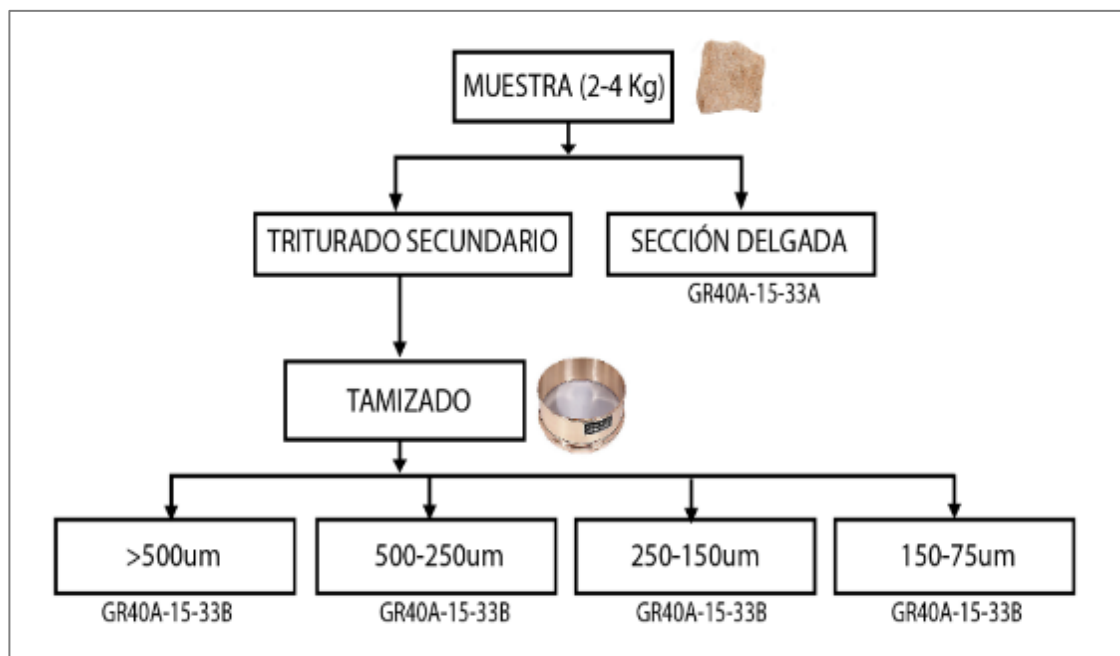 MUESTRA (2-4 Kg)
TRITURADO SECUNDARIO
SECCIÓN DELGADA
GR40A-15-33A
TAMIZADO
>500um
500-250um
250-150um
150-75um
GR40A-15-33B
GR40A-15-33B
GR40A-15-33B
GR40A-15-33B